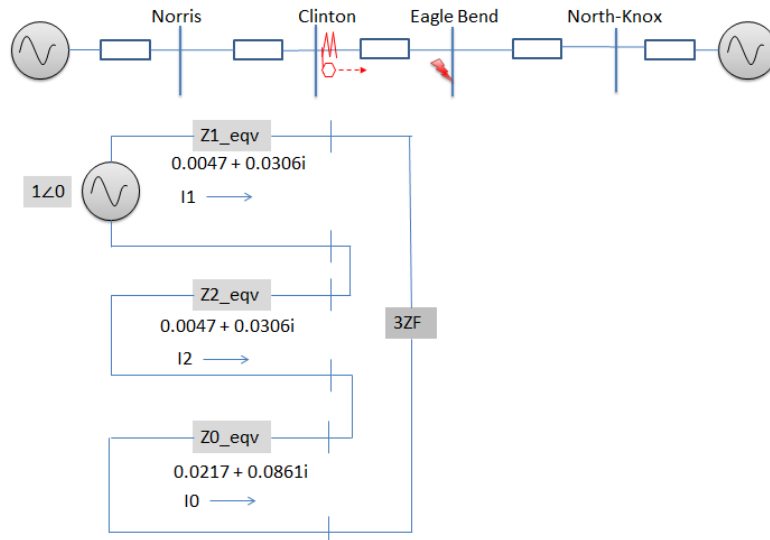 Norris Clinton Eagle Bend North-Knox
Z1_eqv
0.0047 + 0.0306i
1∠0
I1
Z2_eqv
0.0047 + 0.0306i
3ZF
I2
Z0_eqv
0.0217 + 0.0861i
I0